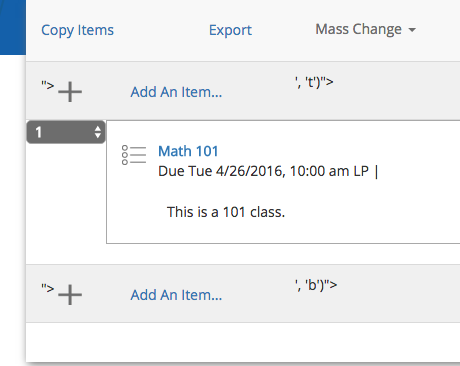 Copy Items Export Mass Change
"> Add An Item... ', 't')">
1
Math 101
Due Tue 4/26/2016, 10:00 am LP |
This is a 101 class.
"> Add An Item... ', 'b')">